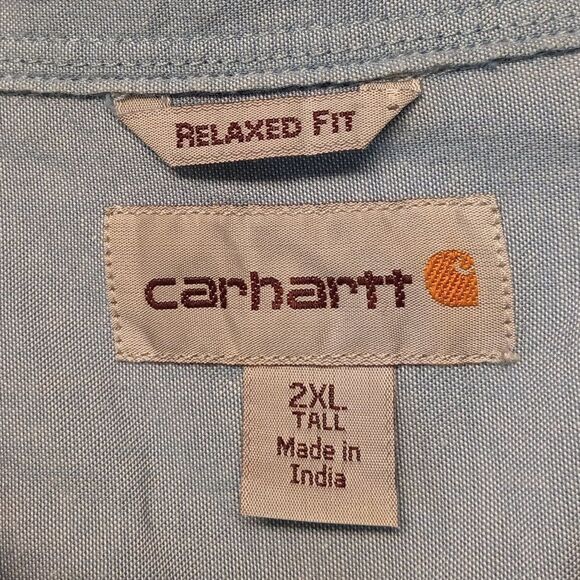 RELAXED FIT
carhartt
2XL
TALL
Made in
India